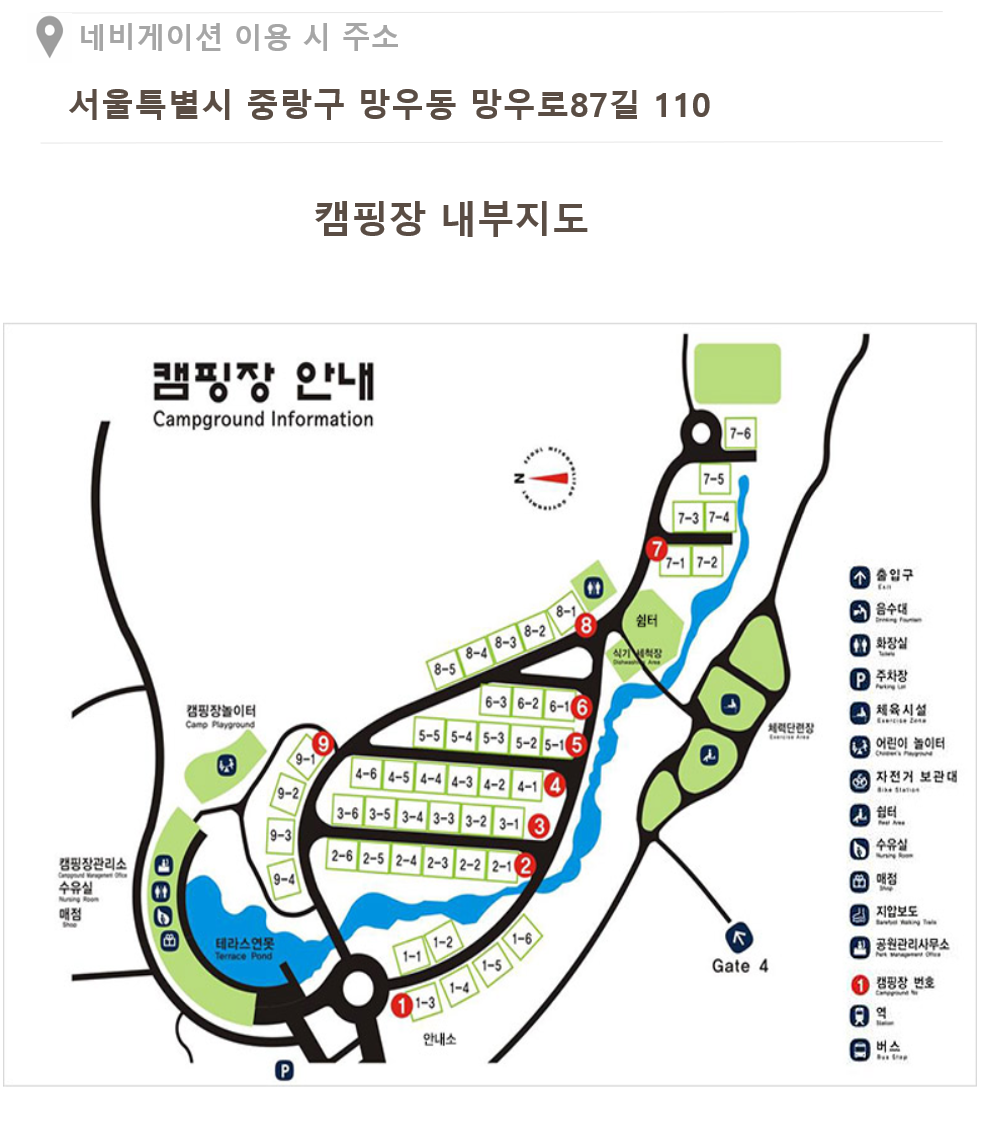 네비게이션 이용 시 주소
서울특별시 중랑구 망우동 망우로87길 110
캠핑장 내부지도
캠핑장 안내
Campground Information
SEOUL METROPOLITAN GOVERNMENT
N
7-6
7-5
7-3 7-4
7
7-1 7-2
8-1
8
8-2
8-3
8-4
8-5
쉼터
식기 세척장
Dishwashing Area
6-3 6-2 6-1 6
5-5 5-4 5-3 5-2 5-1 5
4-6 4-5 4-4 4-3 4-2 4-1 4
3-6 3-5 3-4 3-3 3-2 3-1 3
2-6 2-5 2-4 2-3 2-2 2-1 2
캠핑장놀이터
Camp Playground
9
9-1
9-2
9-3
9-4
체력단련장
Exercise Area
캠핑장관리소
Campground Management Office
수유실
Nursing Room
매점
Shop
테라스연못
Terrace Pond
1-1 1-2
1-6
1-5
1-4
1 1-3
안내소
P
Gate 4
출입구
Exit
음수대
Drinking Fountain
화장실
Toilets
P 주차장
Parking Lot
체육시설
Exercise Zone
어린이 놀이터
Children's Playground
자전거 보관대
Bike Station
쉼터
Rest Area
수유실
Nursing Room
매점
Shop
지압보도
Barefoot Walking Trails
공원관리사무소
Park Management Office
1 캠핑장 번호
Campground No
역
Station
버스
Bus Stop